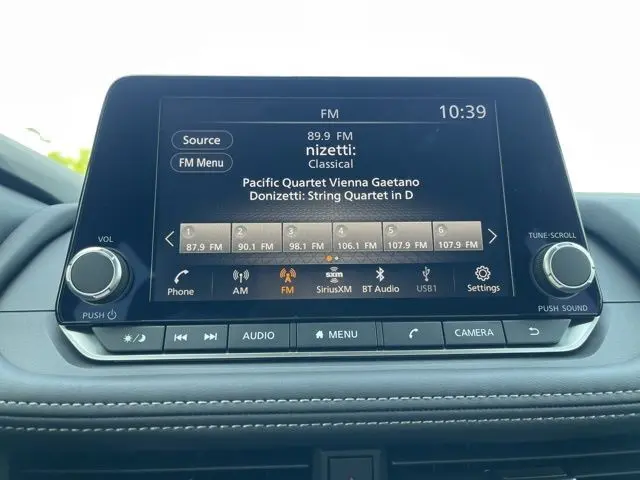 FM
10:39
Source
89.9 FM
nizetti:
FM Menu
Classical
Pacific Quartet Vienna Gaetano
Donizetti: String Quartet in D
1 2 3 4 5 6
87.9 FM 90.1 FM 98.1 FM 106.1 FM 107.9 FM 107.9 FM
VOL
TUNE·SCROLL
Phone AM FM SiriusXM BT Audio USB1 Settings
sxm
PUSH
PUSH SOUND
AUDIO MENU CAMERA